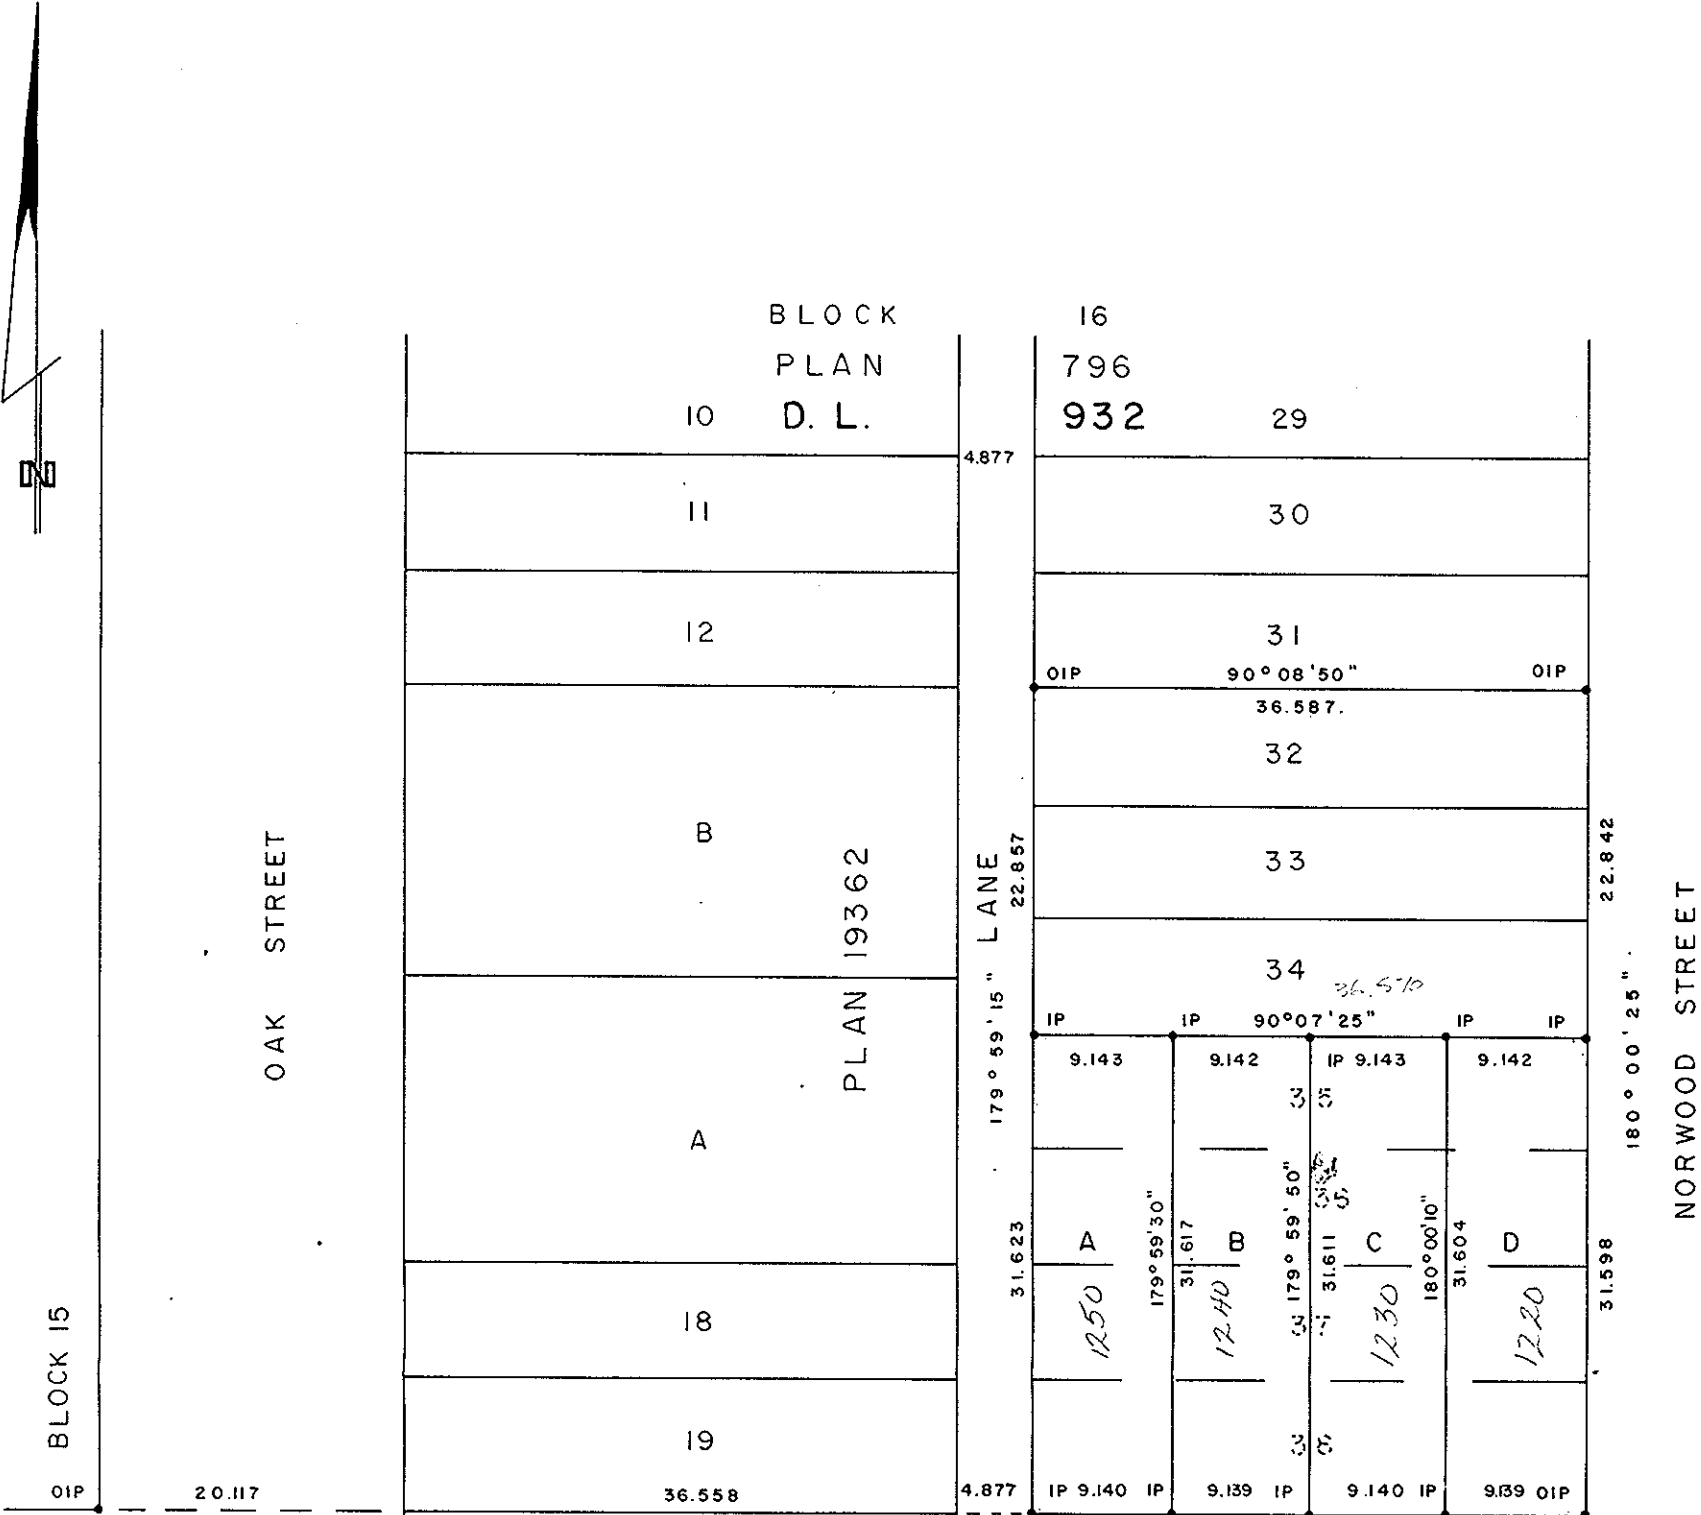 BLOCK 16
PLAN 796
10 D. L. 932 29
N
4.877
11 30
12 31
OIP 90° 08' 50" OIP
36.587.
32
B
33
OAK STREET
PLAN 19362
LANE
22.857
22.842
34
36.570
179° 59' 15"
180° 00' 25"
NORWOOD STREET
IP IP 90° 07' 25" IP IP
9.143 9.142 IP 9.143 9.142
35
A
31.623
A
179° 59' 30"
31.617
B
179° 59' 50"
31.611
C
180° 00' 10"
31.604
D
31.598
1250
1240
37
1230
1220
18
BLOCK 15
19
38
OIP 20.117 36.558 4.877 IP 9.140 IP 9.139 IP 9.140 IP 9.139 OIP